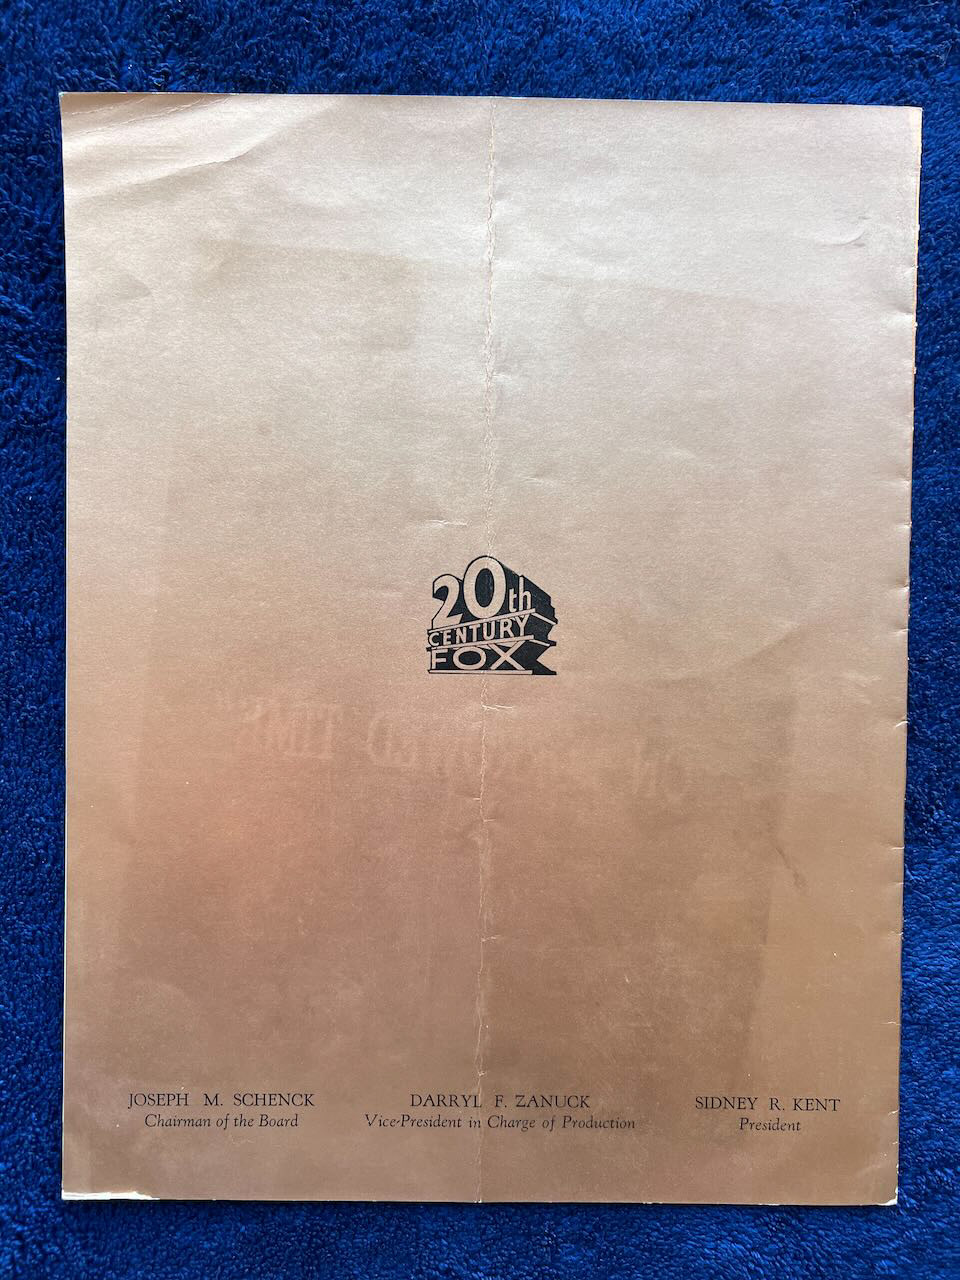 20th
CENTURY
FOX
JOSEPH M. SCHENCK
Chairman of the Board
DARRYL F. ZANUCK
Vice-President in Charge of Production
SIDNEY R. KENT
President